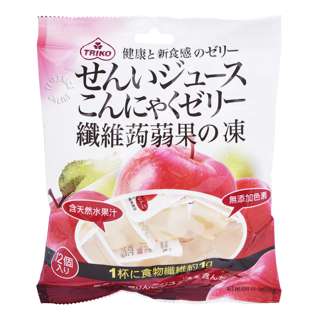 TRIKO
健康と新食感のゼリー
せんいジュース
こんにゃくゼリー
纖維蒟蒻果の凍
含天然水果汁
無添加色素
12個
入り
1杯に食物纖維約1g